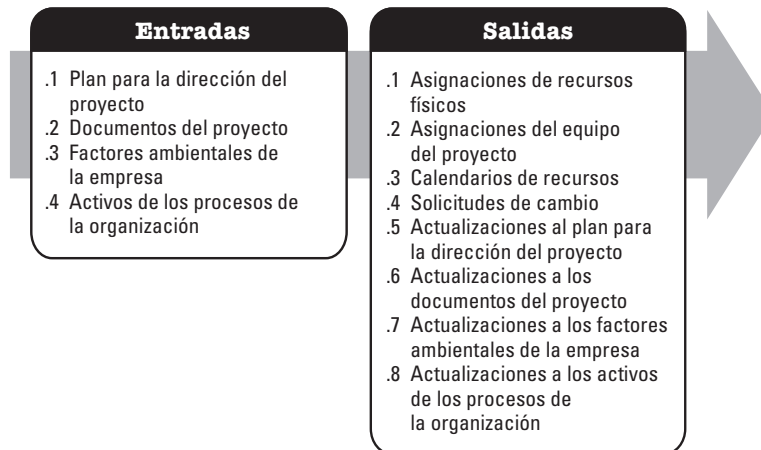 Entradas
.1 Plan para la dirección del
proyecto
.2 Documentos del proyecto
.3 Factores ambientales de
la empresa
.4 Activos de los procesos de
la organización
Salidas
.1 Asignaciones de recursos
físicos
.2 Asignaciones del equipo
del proyecto
.3 Calendarios de recursos
.4 Solicitudes de cambio
.5 Actualizaciones al plan para
la dirección del proyecto
.6 Actualizaciones a los
documentos del proyecto
.7 Actualizaciones a los factores
ambientales de la empresa
.8 Actualizaciones a los activos
de los procesos de
la organización